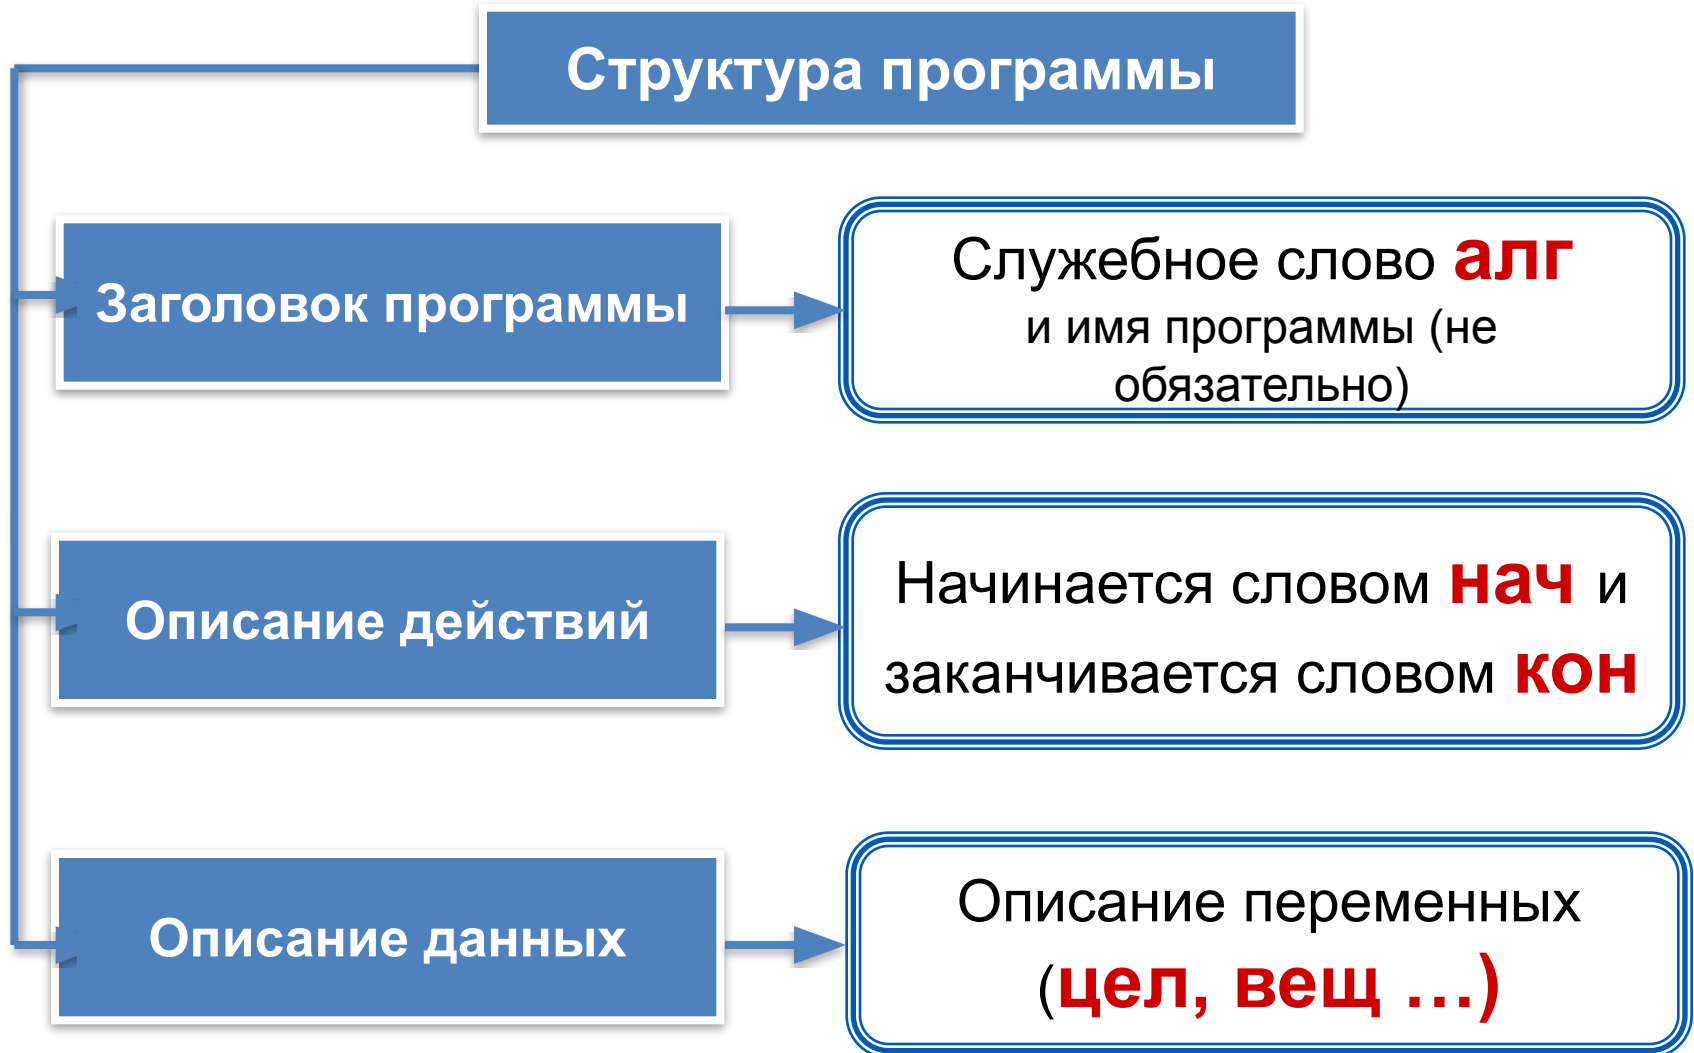 Структура программы
Заголовок программы
Служебное слово алг
и имя программы (не
обязательно)
Описание действий
Начинается словом нач и
заканчивается словом кон
Описание данных
Описание переменных
(цел, вещ ...)